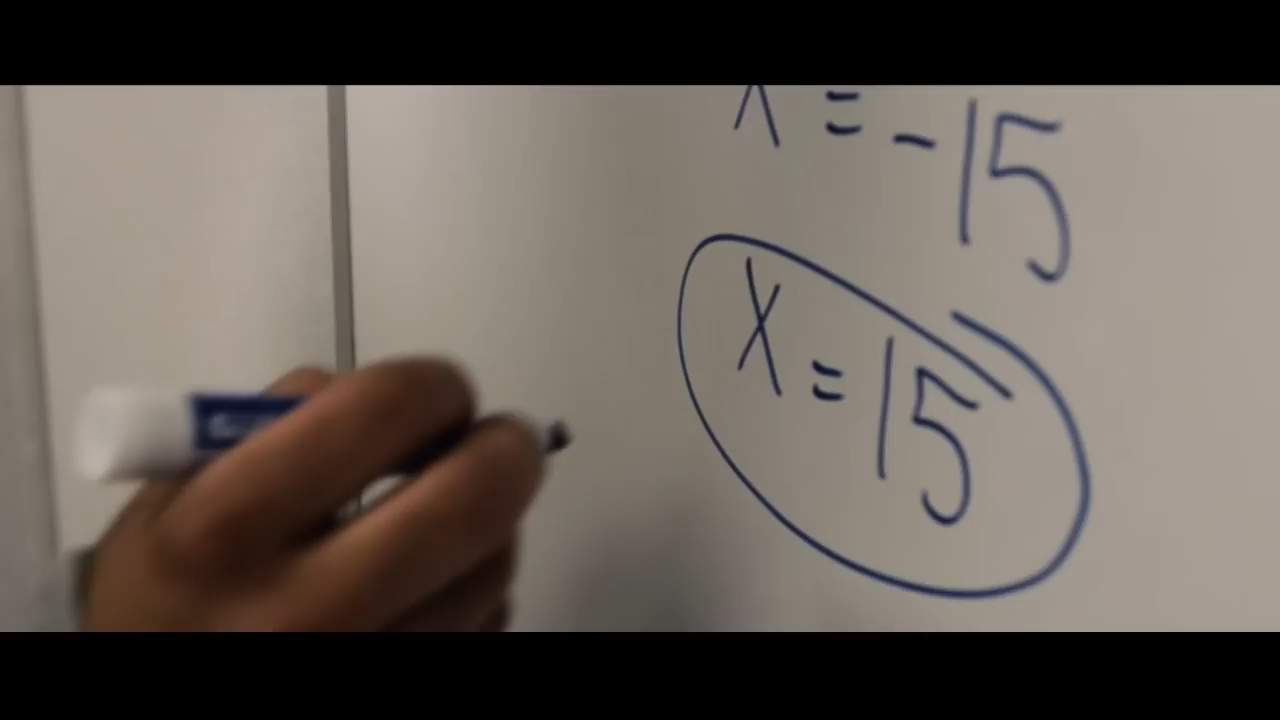 X = -15
X = 15